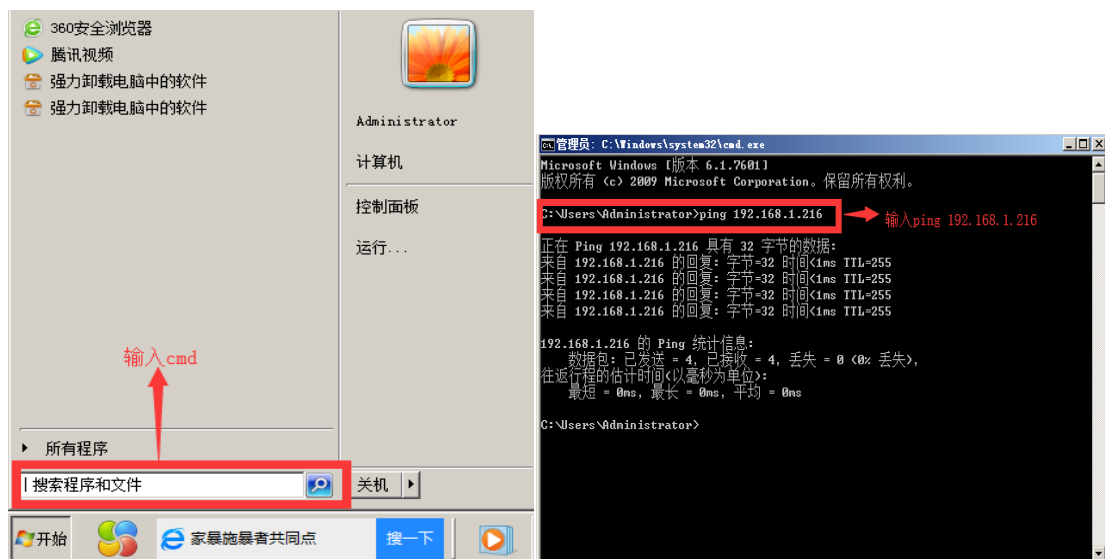 360安全浏览器
腾讯视频
强力卸载电脑中的软件
强力卸载电脑中的软件
Administrator
计算机
控制面板
运行...
输入cmd
所有程序
搜索程序和文件
关机
开始
家暴施暴者共同点
搜一下
管理员: C:\Windows\system32\cmd.exe
Microsoft Windows [版本 6.1.7601]
版权所有 (c) 2009 Microsoft Corporation。保留所有权利。
C:\Users\Administrator>ping 192.168.1.216
输入ping 192.168.1.216
正在 Ping 192.168.1.216 具有 32 字节的数据:
来自 192.168.1.216 的回复: 字节=32 时间<1ms TTL=255
来自 192.168.1.216 的回复: 字节=32 时间<1ms TTL=255
来自 192.168.1.216 的回复: 字节=32 时间<1ms TTL=255
来自 192.168.1.216 的回复: 字节=32 时间<1ms TTL=255
192.168.1.216 的 Ping 统计信息:
数据包: 已发送 = 4, 已接收 = 4, 丢失 = 0 (0% 丢失),
往返行程的估计时间(以毫秒为单位):
最短 = 0ms, 最长 = 0ms, 平均 = 0ms
C:\Users\Administrator>